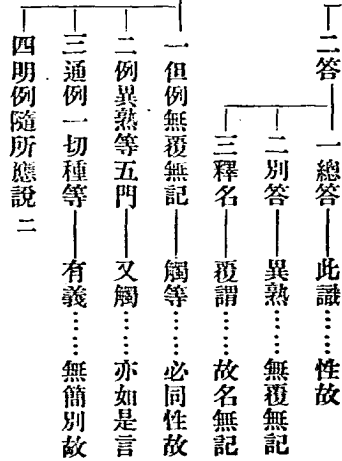 二答
一總答 此識……性故
二別答 異熟……無覆無記
三釋名 覆謂……故名無記
一但例無覆無記 觸等……必同性故
二例異熟等五門 又觸……亦如是言
三通例一切種等 有義……無簡別故
四明例隨所應說 二